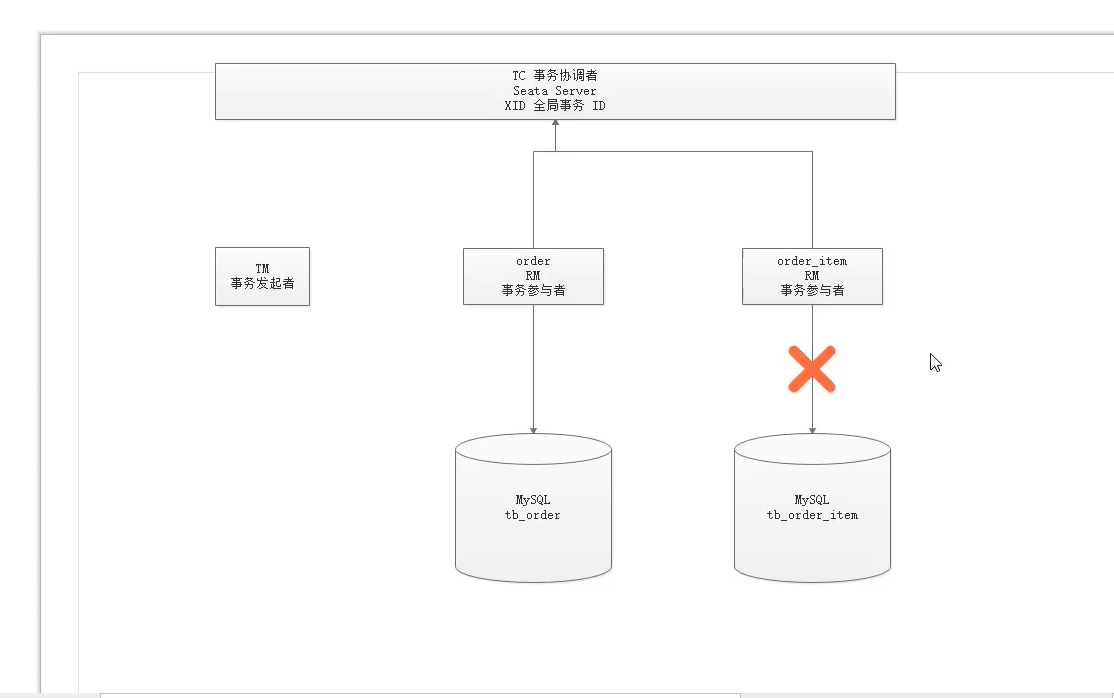 TC 事务协调者
Seata Server
XID 全局事务 ID
TM
事务发起者
order
RM
事务参与者
order_item
RM
事务参与者
MySQL
tb_order
MySQL
tb_order_item